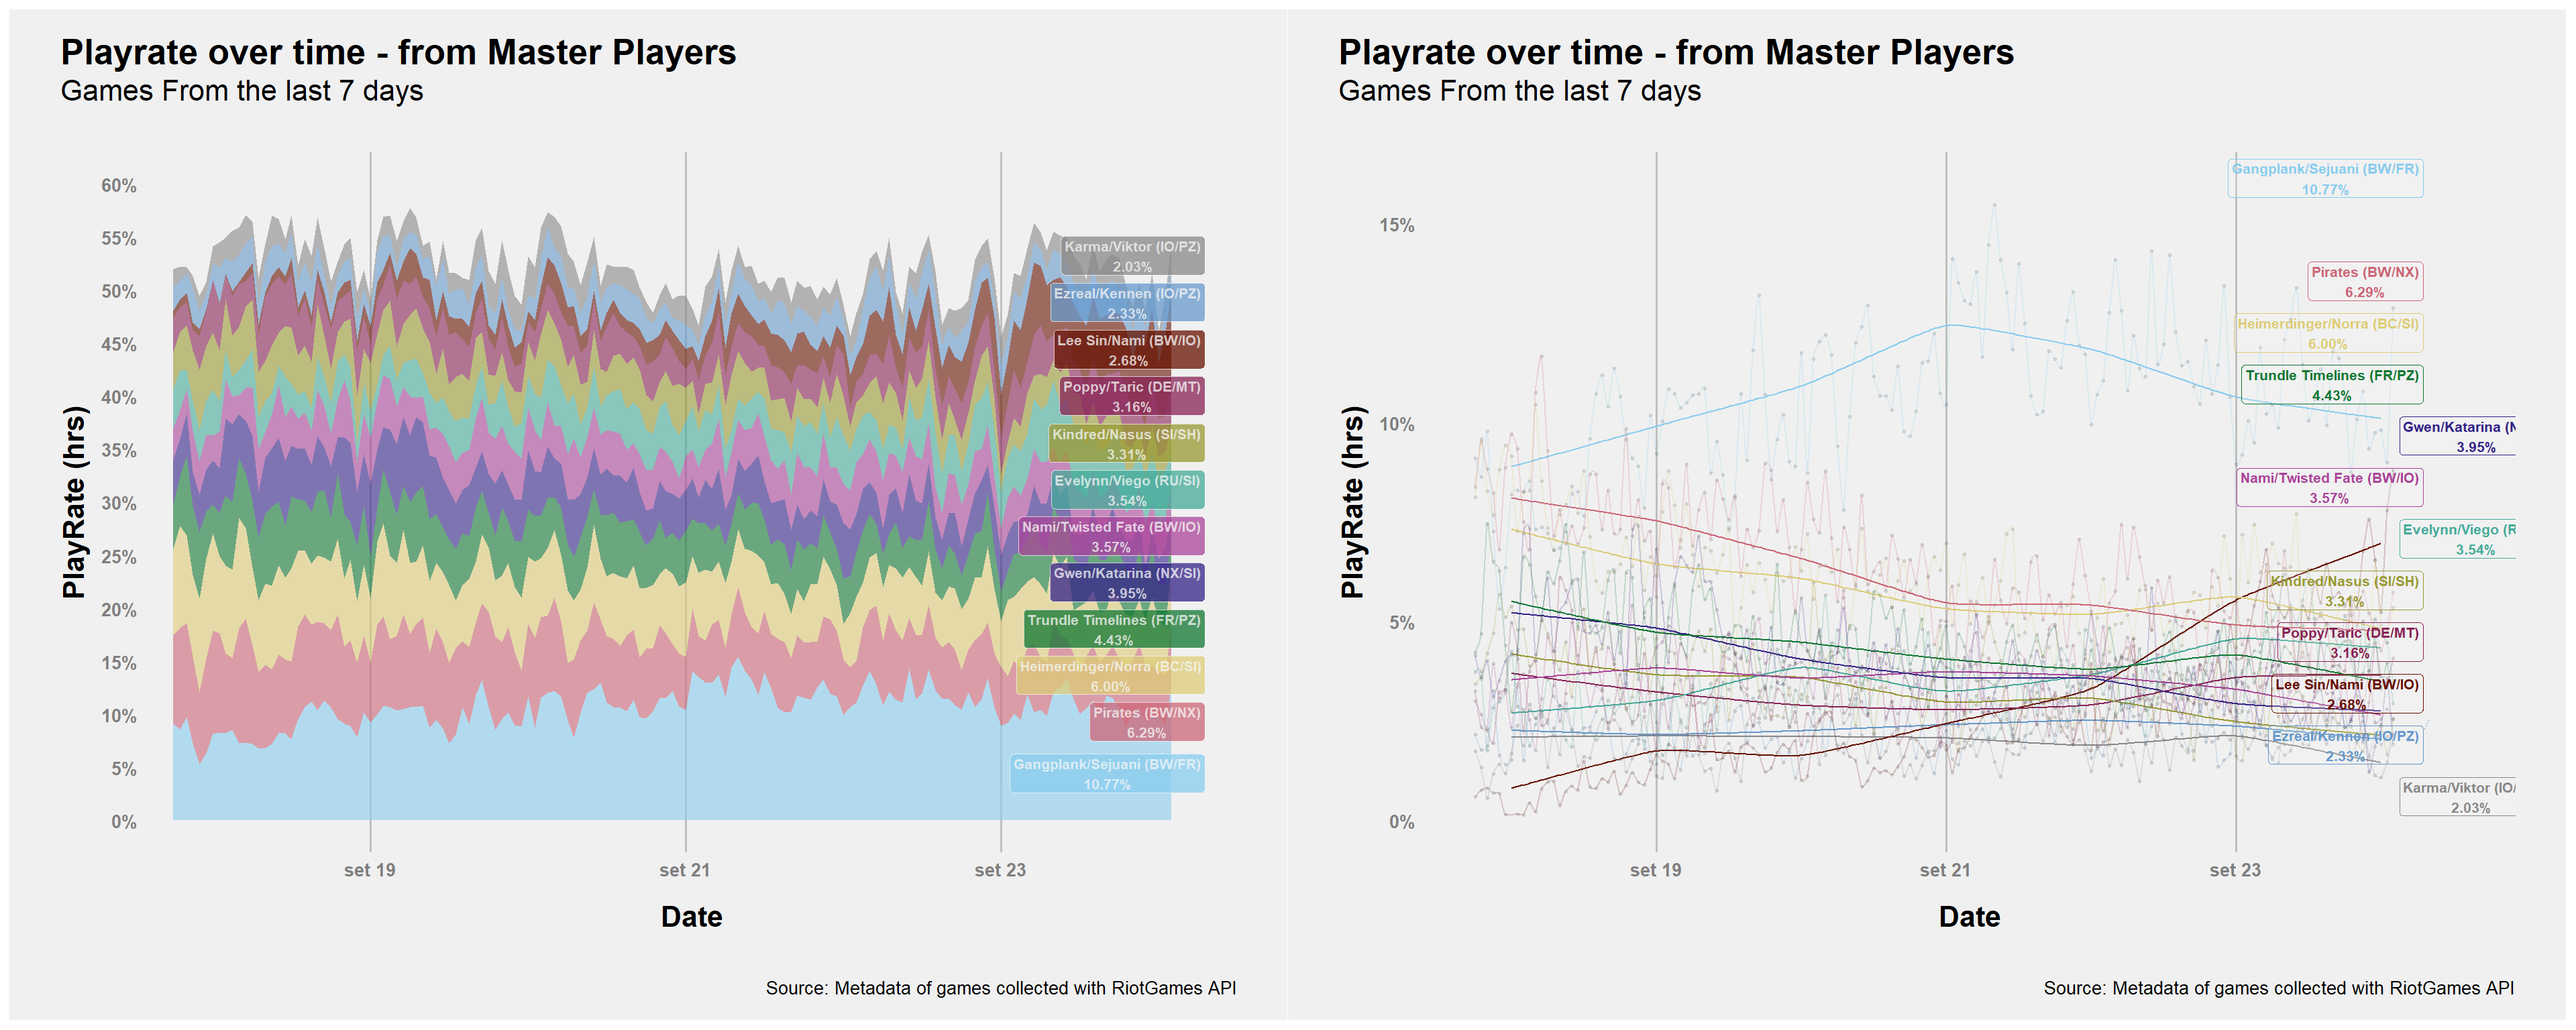 Playrate over time - from Master Players
Games From the last 7 days
PlayRate (hrs)
60%
55%
50%
45%
40%
35%
30%
25%
20%
15%
10%
5%
0%
Karma/Viktor (IO/PZ)
2.03%
Ezreal/Kennen (IO/PZ)
2.33%
Lee Sin/Nami (BW/IO)
2.68%
Poppy/Taric (DE/MT)
3.16%
Kindred/Nasus (SI/SH)
3.31%
Evelynn/Viego (RU/SI)
3.54%
Nami/Twisted Fate (BW/IO)
3.57%
Gwen/Katarina (NX/SI)
3.95%
Trundle Timelines (FR/PZ)
4.43%
Heimerdinger/Norra (BC/SI)
6.00%
Pirates (BW/NX)
6.29%
Gangplank/Sejuani (BW/FR)
10.77%
set 19
set 21
set 23
Date
Source: Metadata of games collected with RiotGames API
Playrate over time - from Master Players
Games From the last 7 days
PlayRate (hrs)
15%
10%
5%
0%
Gangplank/Sejuani (BW/FR)
10.77%
Pirates (BW/NX)
6.29%
Heimerdinger/Norra (BC/SI)
6.00%
Trundle Timelines (FR/PZ)
4.43%
Gwen/Katarina (N
3.95%
Nami/Twisted Fate (BW/IO)
3.57%
Evelynn/Viego (R
3.54%
Kindred/Nasus (SI/SH)
3.31%
Poppy/Taric (DE/MT)
3.16%
Lee Sin/Nami (BW/IO)
2.68%
Ezreal/Kennen (IO/PZ)
2.33%
Karma/Viktor (IO/
2.03%
set 19
set 21
set 23
Date
Source: Metadata of games collected with RiotGames API